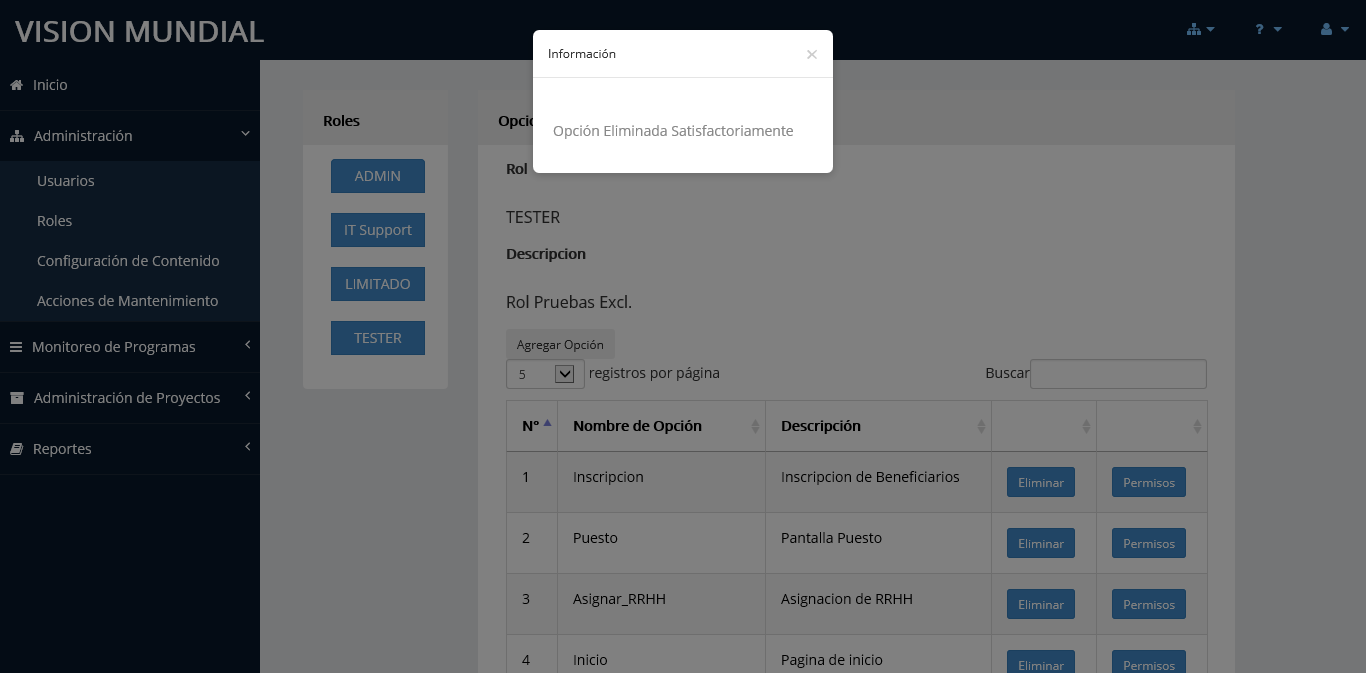 VISION MUNDIAL
?
Información
×
Opción Eliminada Satisfactoriamente
Inicio
Administración
Usuarios
Roles
Configuración de Contenido
Acciones de Mantenimiento
Monitoreo de Programas
Administración de Proyectos
Reportes
Roles
ADMIN
IT Support
LIMITADO
TESTER
Rol
TESTER
Descripcion
Rol Pruebas Excl.
Agregar Opción
5 registros por página Buscar
N° Nombre de Opción Descripción
1 Inscripcion Inscripcion de Beneficiarios Eliminar Permisos
2 Puesto Pantalla Puesto Eliminar Permisos
3 Asignar_RRHH Asignacion de RRHH Eliminar Permisos
4 Inicio Pagina de inicio Eliminar Permisos